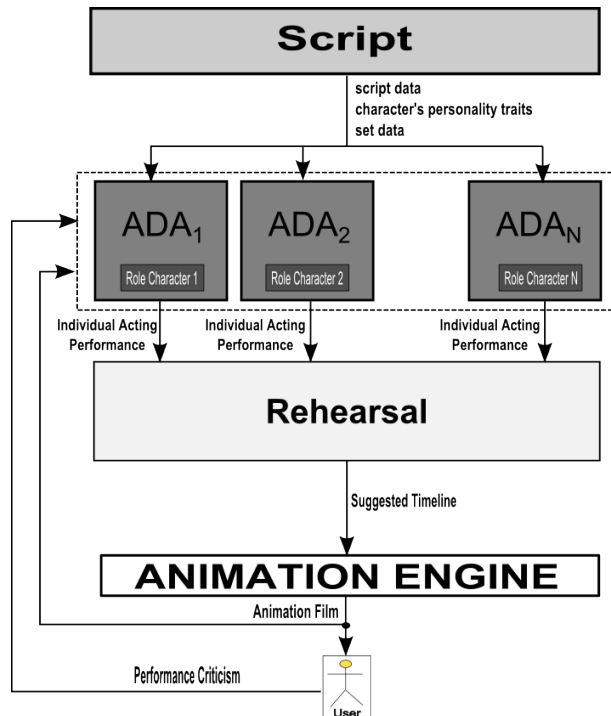 Script
script data
character's personality traits
set data
ADA1
ADA2
ADAN
Role Character 1
Role Character 2
Role Character N
Individual Acting
Performance
Individual Acting
Performance
Individual Acting
Performance
Rehearsal
Suggested Timeline
ANIMATION ENGINE
Animation Film
Performance Criticism
User